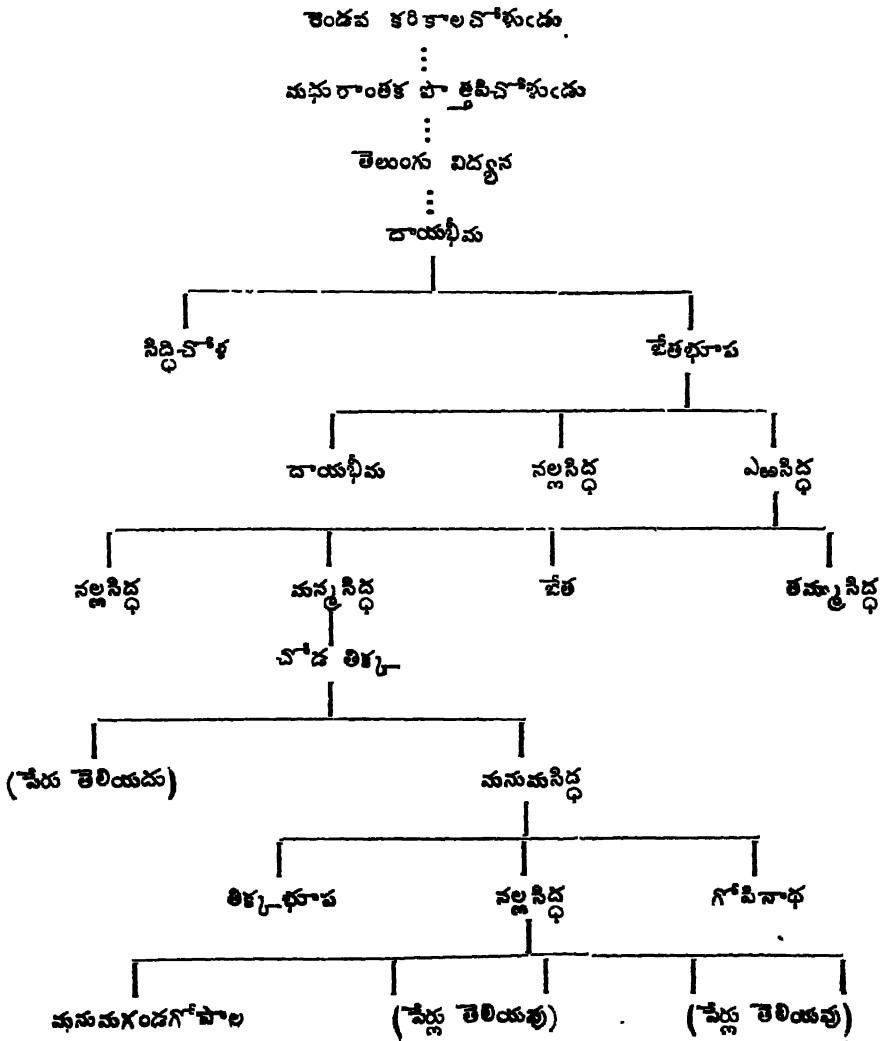 కెండవ కరికాలచోళుఁడు
మధురాంతక పొత్తపిచోళుఁడు
తెలుంగు విద్యన
దాయభీమ
సిద్ధిచోళ బేతభూప
దాయభీమ నల్లసిద్ధ ఎఱసిద్ధ
నల్లసిద్ధ మన్మసిద్ధ బేత తమ్ముసిద్ధ
చోడ తిక్క
(పేరు తెలియదు) మనుమసిద్ధ
తిక్కభూప నల్లసిద్ధ గోపినాథ
మనుమగండగోపాల (పేర్లు తెలియవు) (పేర్లు తెలియవు)